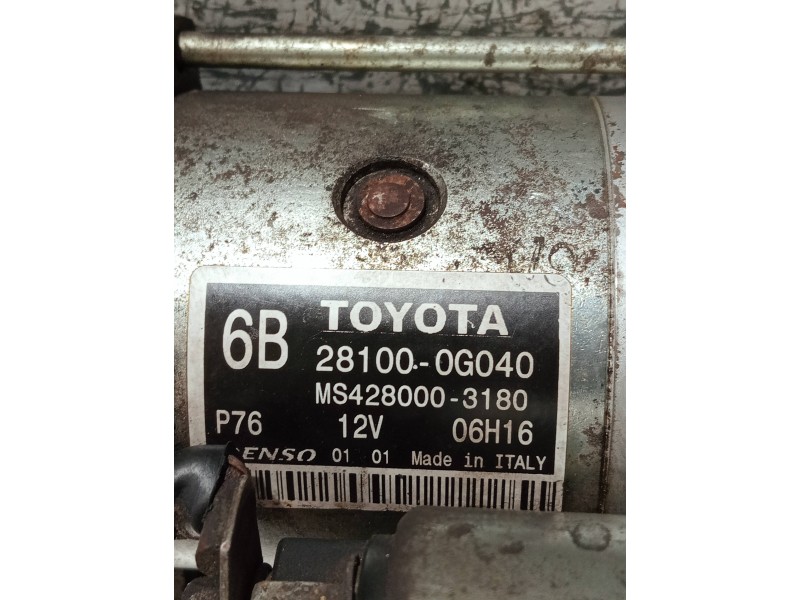 TOYOTA
6B 28100-0G040
MS428000-3180
P76 12V 06H16
ENSO 01 01 Made in ITALY